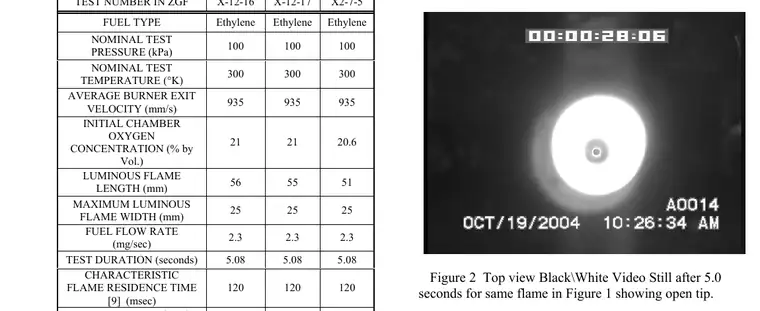 TEST NUMBER IN ZGF X-12-16 X-12-17 X2-7-5
FUEL TYPE Ethylene Ethylene Ethylene
NOMINAL TEST
PRESSURE (kPa) 100 100 100
NOMINAL TEST
TEMPERATURE (°K) 300 300 300
AVERAGE BURNER EXIT
VELOCITY (mm/s) 935 935 935
INITIAL CHAMBER
OXYGEN
CONCENTRATION (% by
Vol.) 21 21 20.6
LUMINOUS FLAME
LENGTH (mm) 56 55 51
MAXIMUM LUMINOUS
FLAME WIDTH (mm) 25 25 25
FUEL FLOW RATE
(mg/sec) 2.3 2.3 2.3
TEST DURATION (seconds) 5.08 5.08 5.08
CHARACTERISTIC
FLAME RESIDENCE TIME
[9] (msec) 120 120 120
00:00:28:06
A0014
OCT/19/2004 10:26:34 AM
Figure 2 Top view Black\White Video Still after 5.0
seconds for same flame in Figure 1 showing open tip.